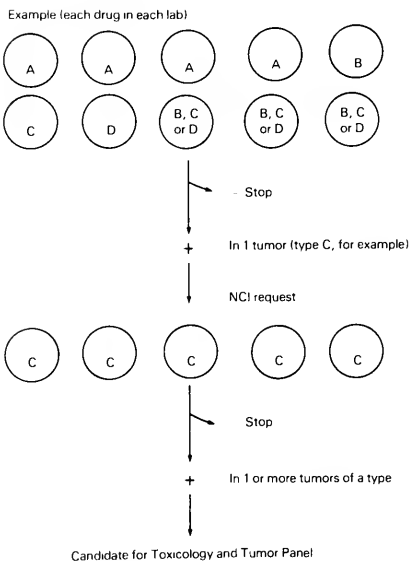 Example (each drug in each lab)
A A A A B
C D B, C or D B, C or D B, C or D
- Stop
+ In 1 tumor (type C, for example)
NCI request
C C C C C
Stop
+ In 1 or more tumors of a type
Candidate for Toxicology and Tumor Panel